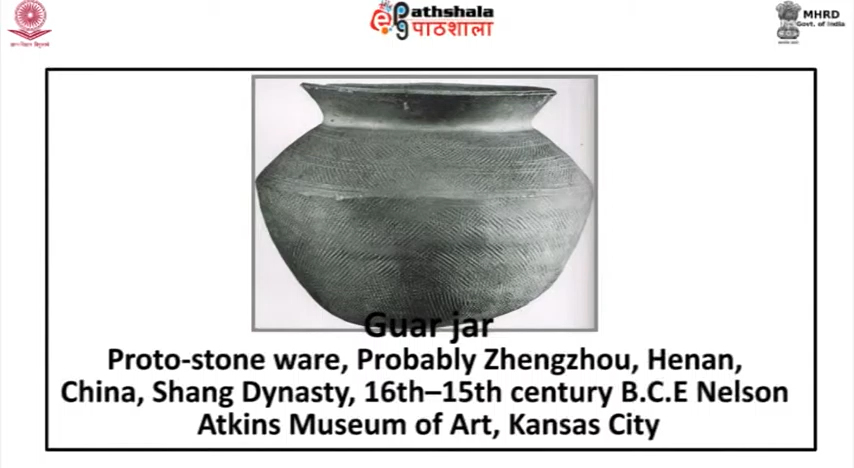 Pathshala
पाठशाला
MHRD
Govt. of India
Guar jar
Proto-stone ware, Probably Zhengzhou, Henan,
China, Shang Dynasty, 16th–15th century B.C.E Nelson
Atkins Museum of Art, Kansas City